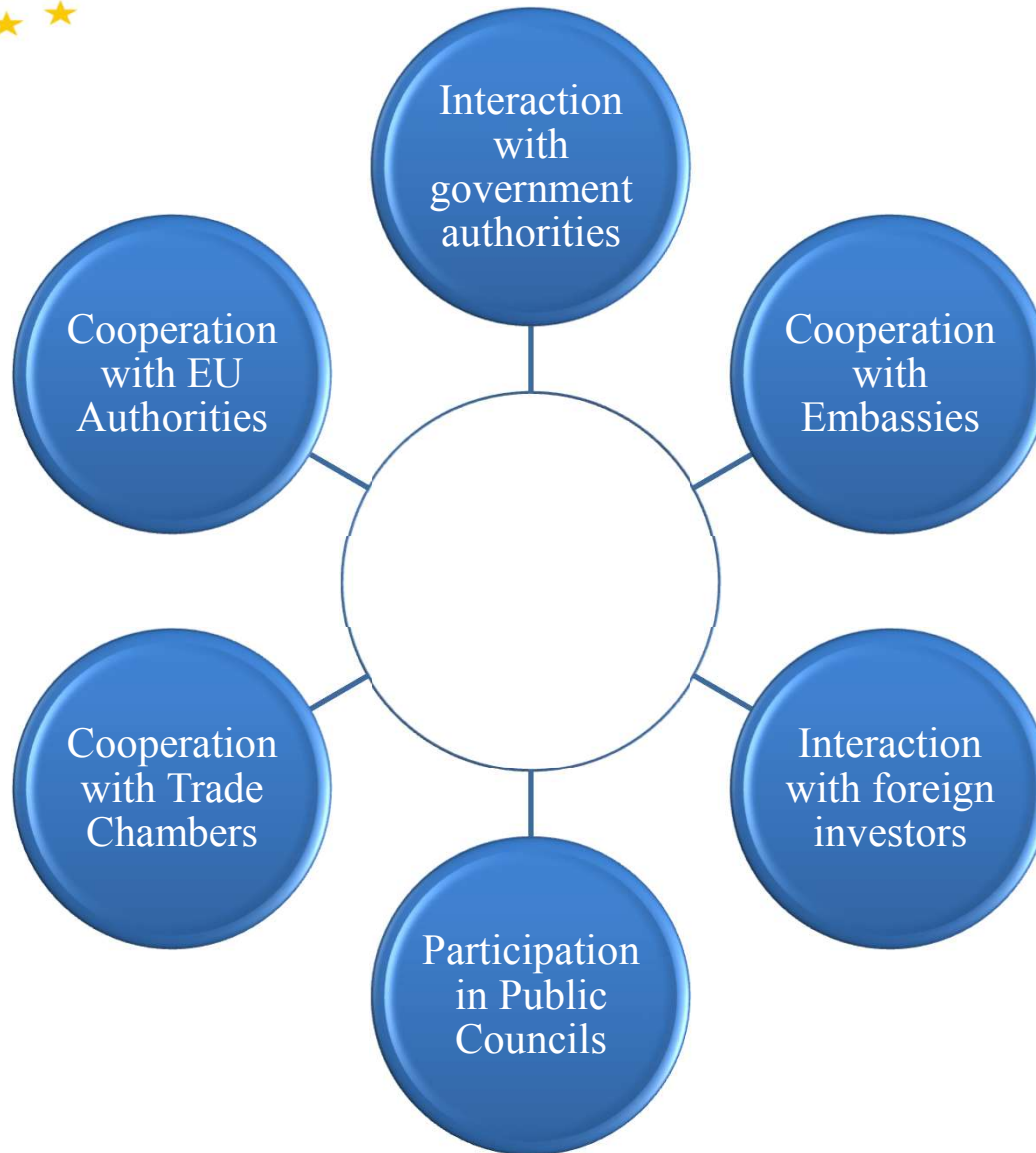 Interaction
with
government
authorities
Cooperation
with
Embassies
Interaction
with foreign
investors
Participation
in Public
Councils
Cooperation
with Trade
Chambers
Cooperation
with EU
Authorities